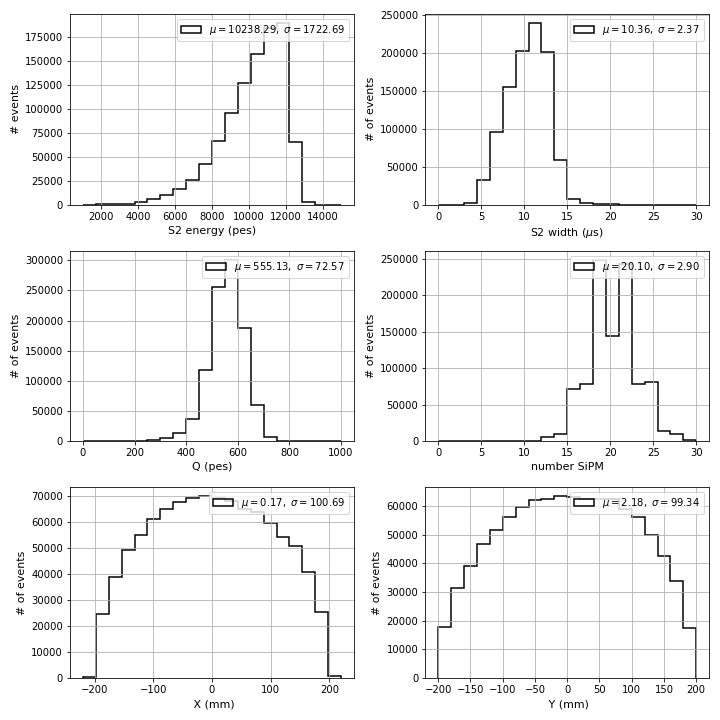 175000
150000
125000
100000
75000
50000
25000
0
# events
2000 4000 6000 8000 10000 12000 14000
S2 energy (pes)
μ = 10238.29, σ = 1722.69
250000
200000
150000
100000
50000
0
# of events
0 5 10 15 20 25 30
S2 width (μs)
μ = 10.36, σ = 2.37
300000
250000
200000
150000
100000
50000
0
# of events
0 200 400 600 800 1000
Q (pes)
μ = 555.13, σ = 72.57
250000
200000
150000
100000
50000
0
# of events
0 5 10 15 20 25 30
number SiPM
μ = 20.10, σ = 2.90
70000
60000
50000
40000
30000
20000
10000
0
# of events
−200 −100 0 100 200
X (mm)
μ = 0.17, σ = 100.69
60000
50000
40000
30000
20000
10000
0
# of events
−200 −150 −100 −50 0 50 100 150 200
Y (mm)
μ = 2.18, σ = 99.34